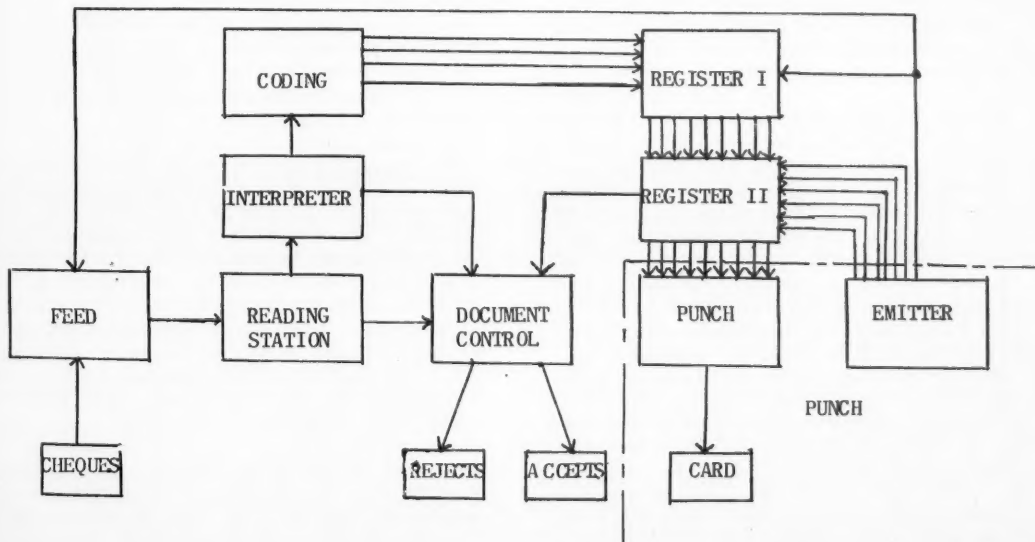 CODING
REGISTER I
INTERPRETER
REGISTER II
FEED
READING
STATION
DOCUMENT
CONTROL
PUNCH
EMITTER
PUNCH
CHEQUES
REJECTS
ACCEPTS
CARD